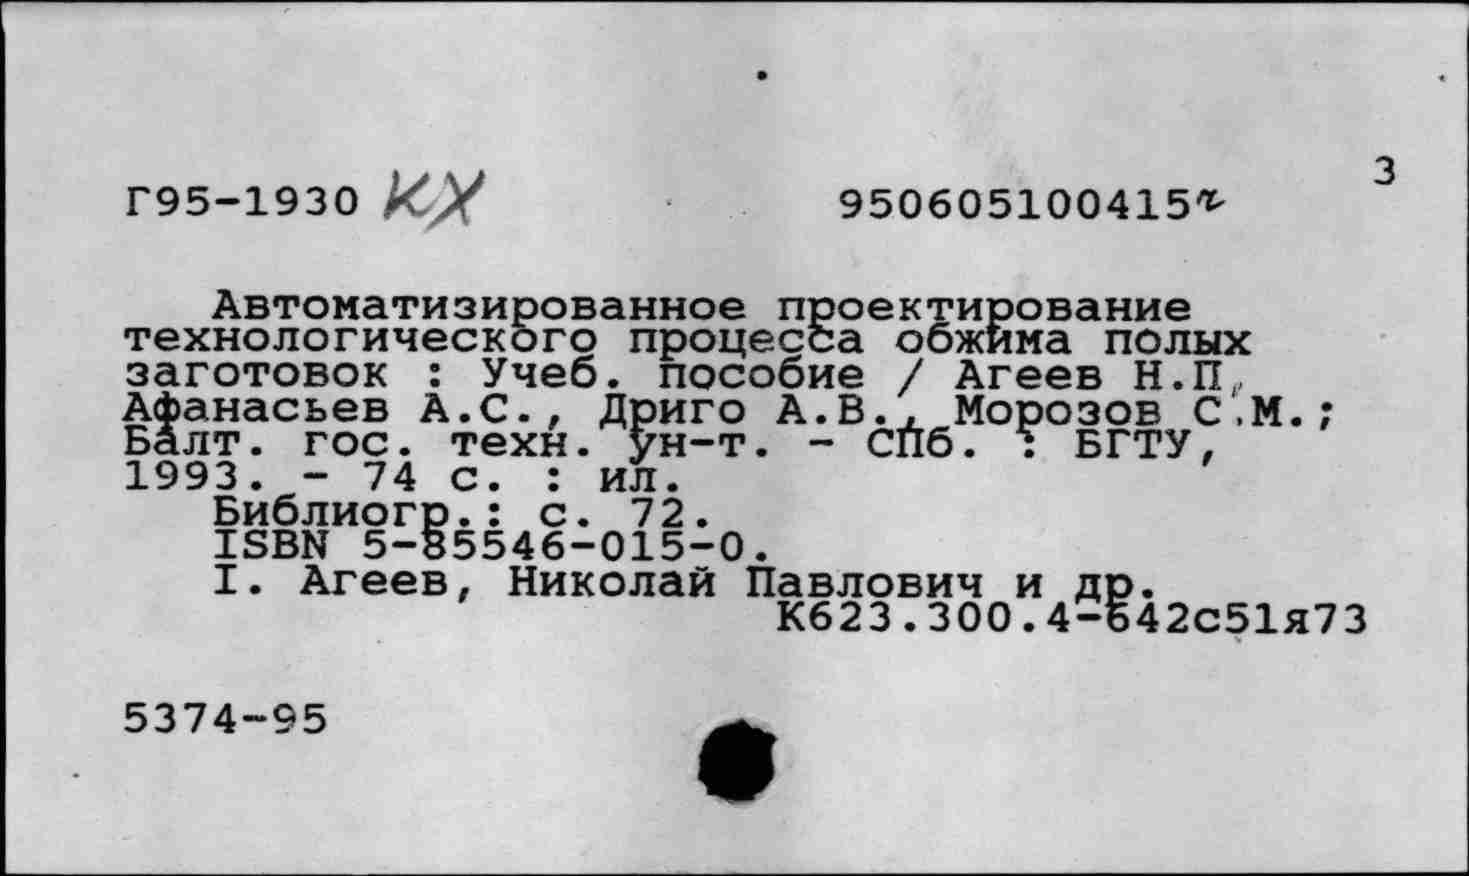 3
Г95-1930 КХ 950605100415
Автоматизированное проектирование
технологического процесса обжима полых
заготовок : Учеб. пособие / Агеев Н.П.,
Афанасьев А.С., Дриго А.В., Морозов С.М.;
Балт. гос. техн. ун-т. - СПб. : БГТУ,
1993. - 74 с. : ил.
Библиогр.: с. 72.
ISBN 5-85546-015-0.
I. Агеев, Николай Павлович и др.
К623.300.4-642с51я73
5374-95